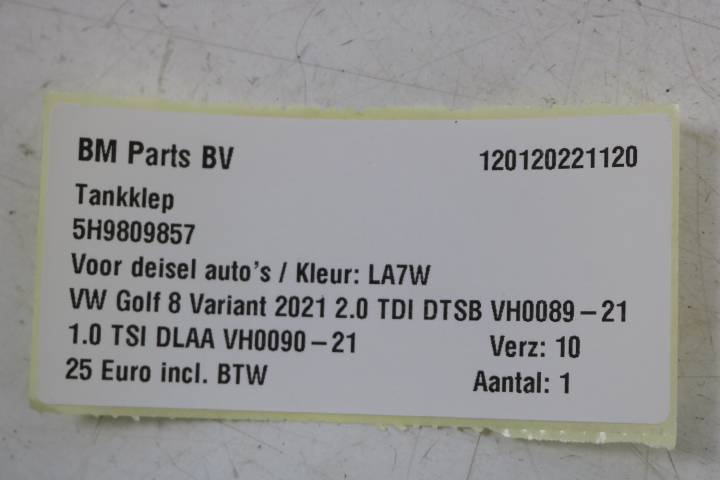 BM Parts BV 120120221120
Tankklep
5H9809857
Voor deisel auto's / Kleur: LA7W
VW Golf 8 Variant 2021 2.0 TDI DTSB VH0089-21
1.0 TSI DLAA VH0090-21 Verz: 10
25 Euro incl. BTW Aantal: 1